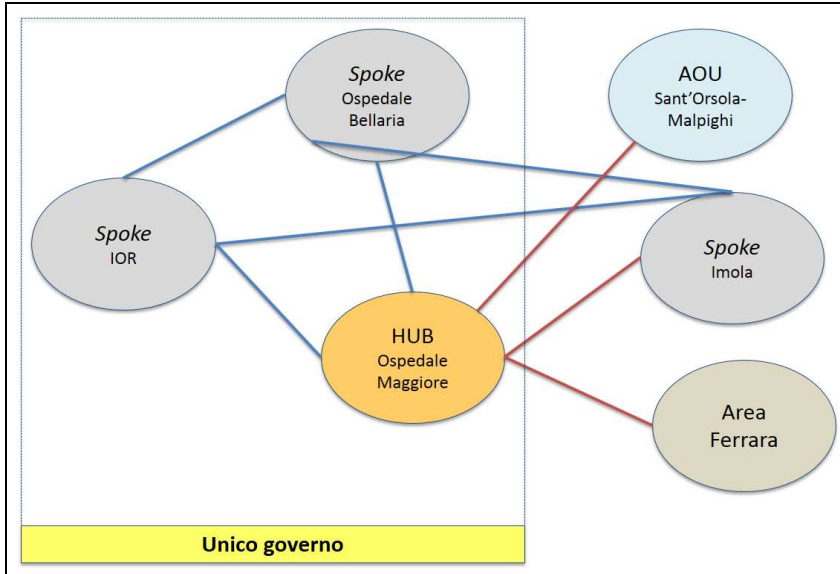 Spoke
Ospedale
Bellaria
AOU
Sant'Orsola-
Malpighi
Spoke
IOR
Spoke
Imola
HUB
Ospedale
Maggiore
Area
Ferrara
Unico governo